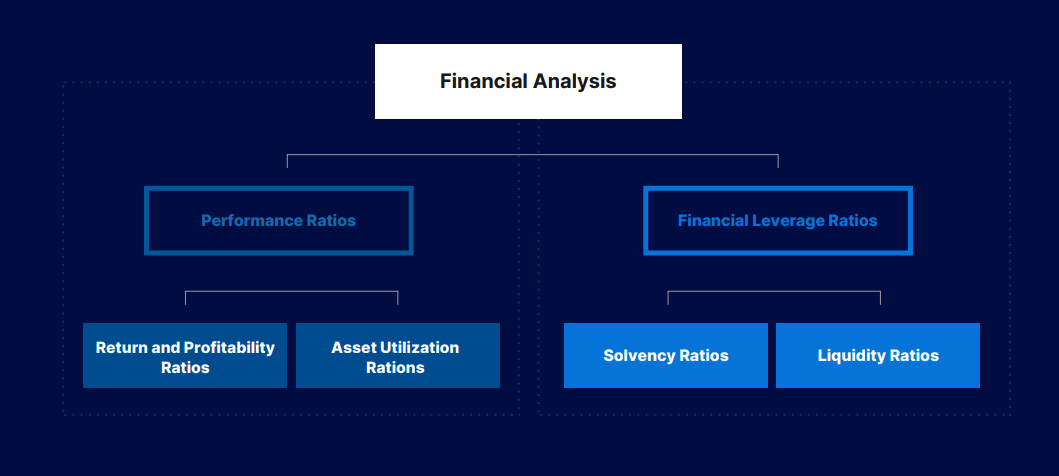 Financial Analysis
Performance Ratios
Financial Leverage Ratios
Return and Profitability
Ratios
Asset Utilization
Rations
Solvency Ratios
Liquidity Ratios